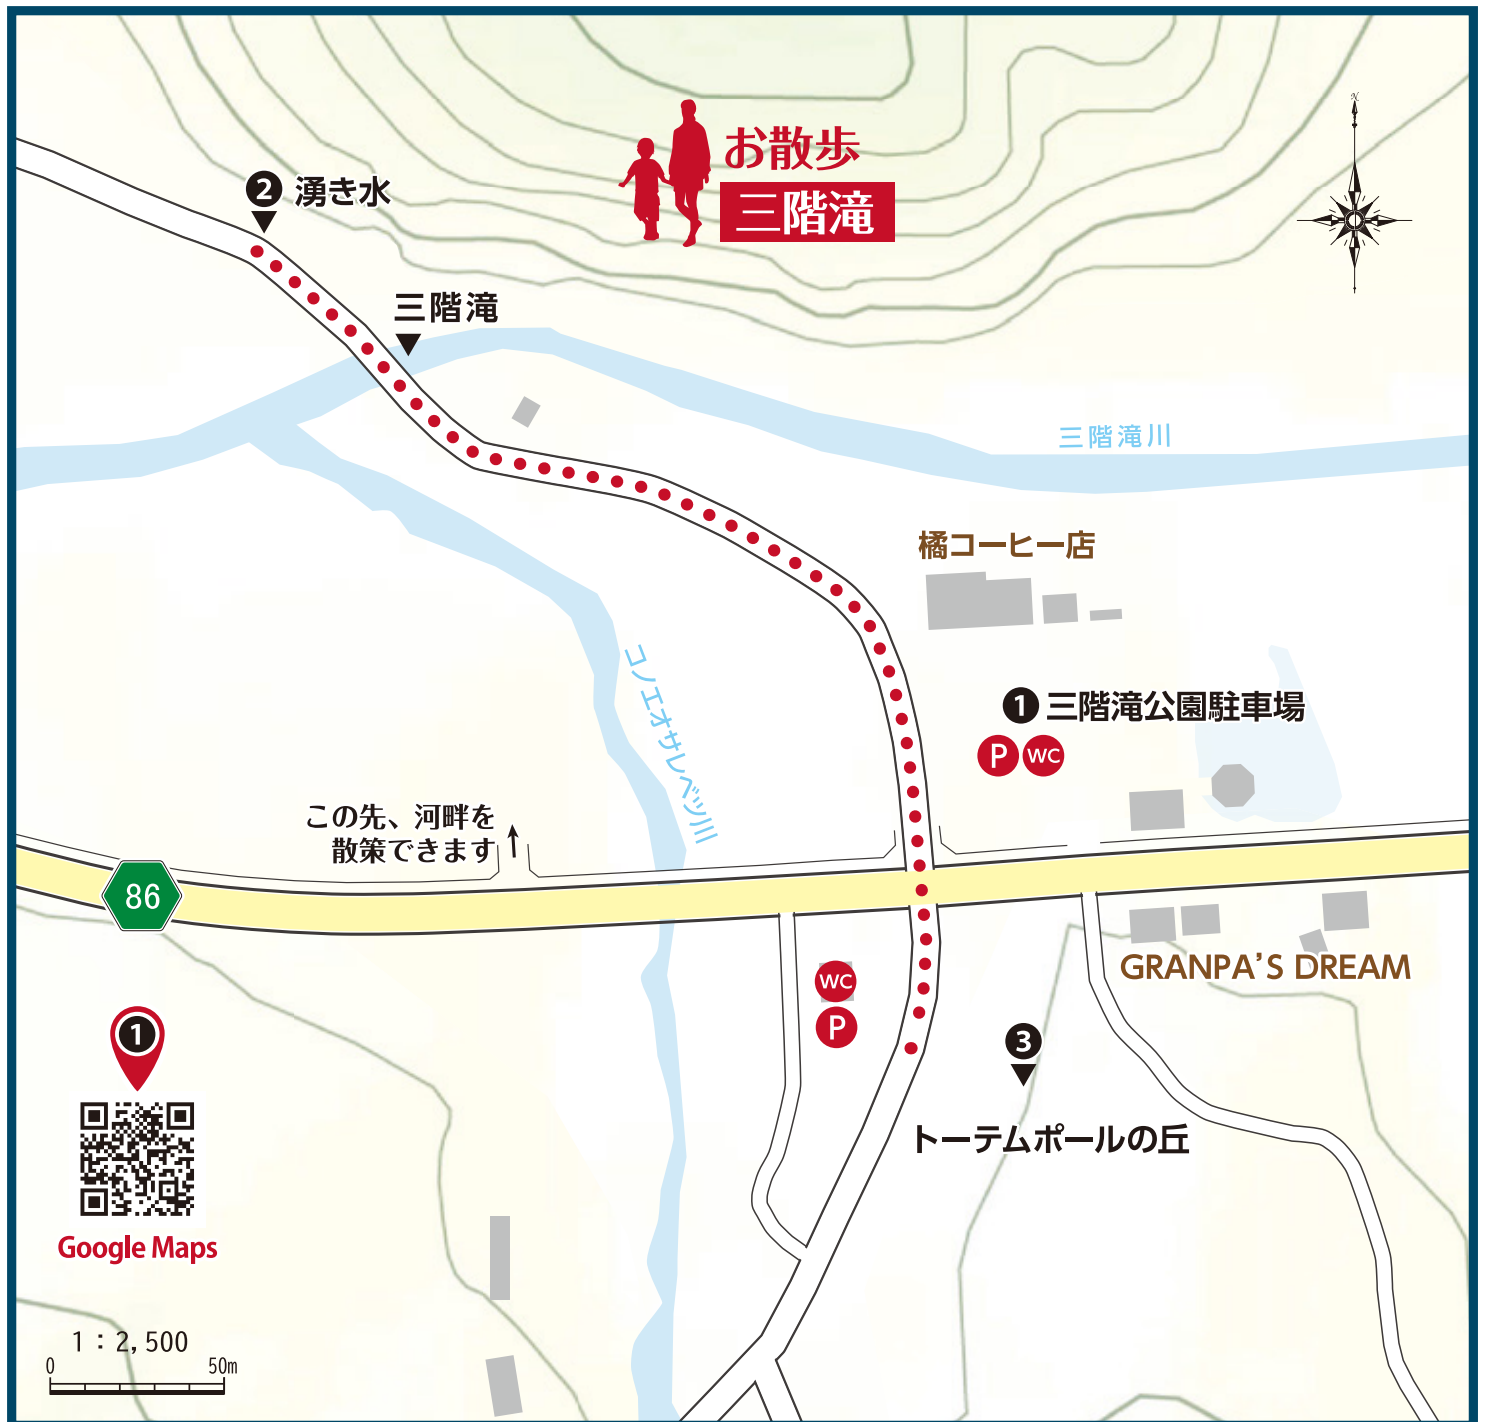 N
お散歩
三階滝
❷ 湧き水
三階滝
三階滝川
橘コーヒー店
❶ 三階滝公園駐車場
P WC
コノエオサレベツ川
この先、河畔を
散策できます
86
WC
P
GRANPA'S DREAM
❸
トーテムポールの丘
1
Google Maps
1：2,500
0 50m